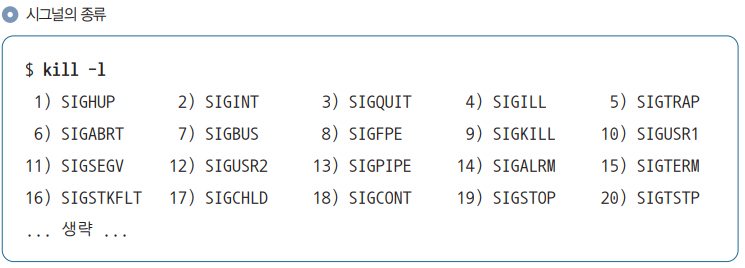 시그널의 종류
$ kill -l
1) SIGHUP 2) SIGINT 3) SIGQUIT 4) SIGILL 5) SIGTRAP
6) SIGABRT 7) SIGBUS 8) SIGFPE 9) SIGKILL 10) SIGUSR1
11) SIGSEGV 12) SIGUSR2 13) SIGPIPE 14) SIGALRM 15) SIGTERM
16) SIGSTKFLT 17) SIGCHLD 18) SIGCONT 19) SIGSTOP 20) SIGTSTP
... 생략 ...